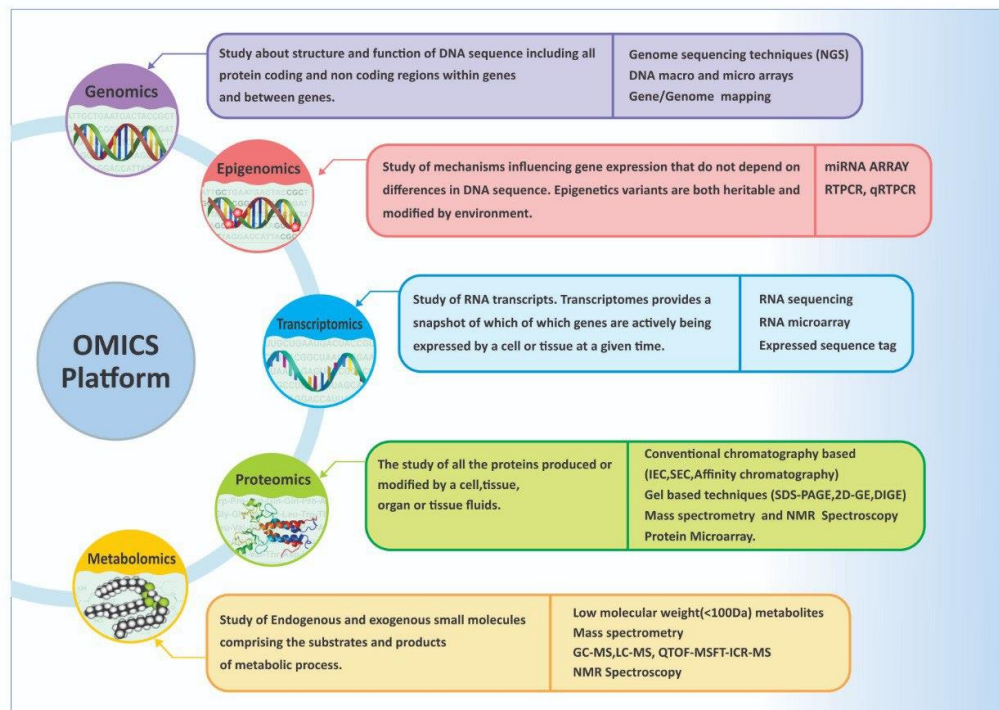 Genomics
Study about structure and function of DNA sequence including all
protein coding and non coding regions within genes
and between genes.
Genome sequencing techniques (NGS)
DNA macro and micro arrays
Gene/Genome mapping
Epigenomics
Study of mechanisms influencing gene expression that do not depend on
differences in DNA sequence. Epigenetics variants are both heritable and
modified by environment.
miRNA ARRAY
RTPCR, qRTPCR
OMICS
Platform
Transcriptomics
Study of RNA transcripts. Transcriptomes provides a
snapshot of which of which genes are actively being
expressed by a cell or tissue at a given time.
RNA sequencing
RNA microarray
Expressed sequence tag
Proteomics
The study of all the proteins produced or
modified by a cell,tissue,
organ or tissue fluids.
Conventional chromatography based
(IEC,SEC,Affinity chromatography)
Gel based techniques (SDS-PAGE,2D-GE,DIGE)
Mass spectrometry and NMR Spectroscopy
Protein Microarray.
Metabolomics
Study of Endogenous and exogenous small molecules
comprising the substrates and products
of metabolic process.
Low molecular weight(<100Da) metabolites
Mass spectrometry
GC-MS,LC-MS, QTOF-MSFT-ICR-MS
NMR Spectroscopy